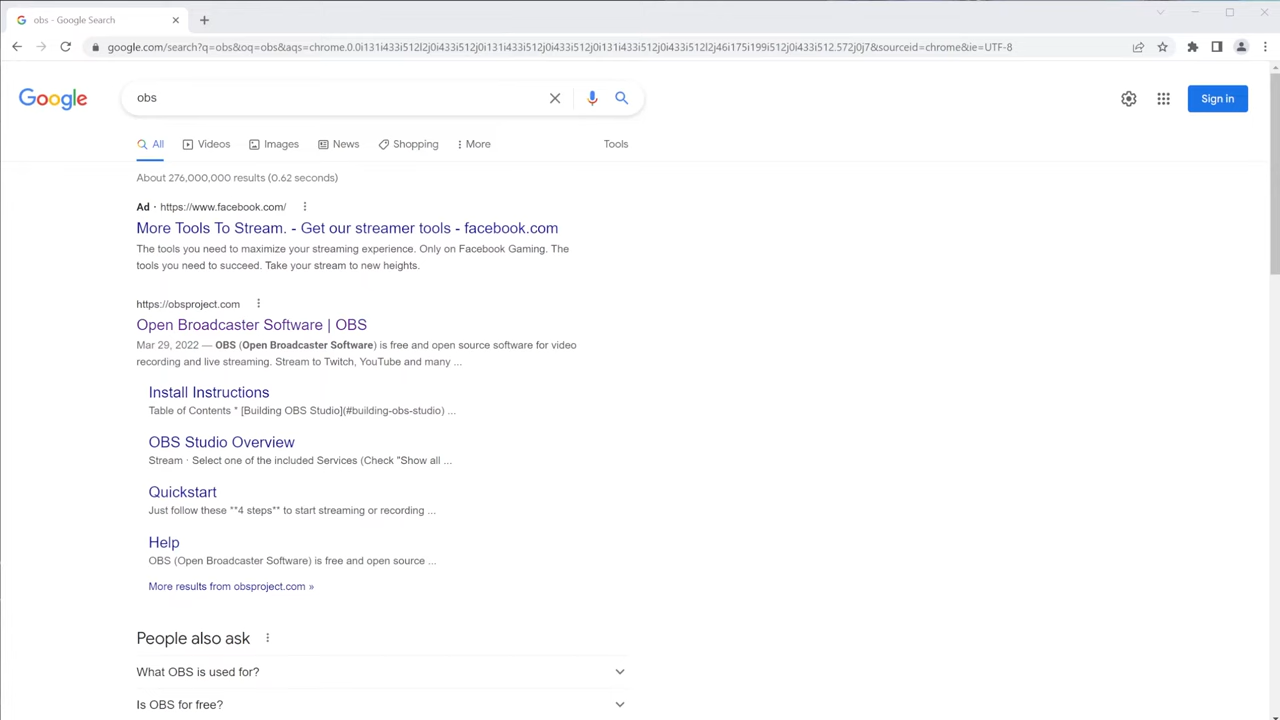 obs - Google Search
google.com/search?q=obs&oq=obs&aqs=chrome.0.0i131i433i512l2j0i433i512j0i131i433i512j0i433i512j0i131i433i512l2j46i175i199i512j0i433i512.572j0j7&sourceid=chrome&ie=UTF-8
Google
obs
Sign in
All Videos Images News Shopping More Tools
About 276,000,000 results (0.62 seconds)
Ad · https://www.facebook.com/
More Tools To Stream. - Get our streamer tools - facebook.com
The tools you need to maximize your streaming experience. Only on Facebook Gaming. The
tools you need to succeed. Take your stream to new heights.
https://obsproject.com
Open Broadcaster Software | OBS
Mar 29, 2022 — OBS (Open Broadcaster Software) is free and open source software for video
recording and live streaming. Stream to Twitch, YouTube and many ...
Install Instructions
Table of Contents * [Building OBS Studio](#building-obs-studio) ...
OBS Studio Overview
Stream · Select one of the included Services (Check "Show all ...
Quickstart
Just follow these **4 steps** to start streaming or recording ...
Help
OBS (Open Broadcaster Software) is free and open source ...
More results from obsproject.com »
People also ask
What OBS is used for?
Is OBS for free?